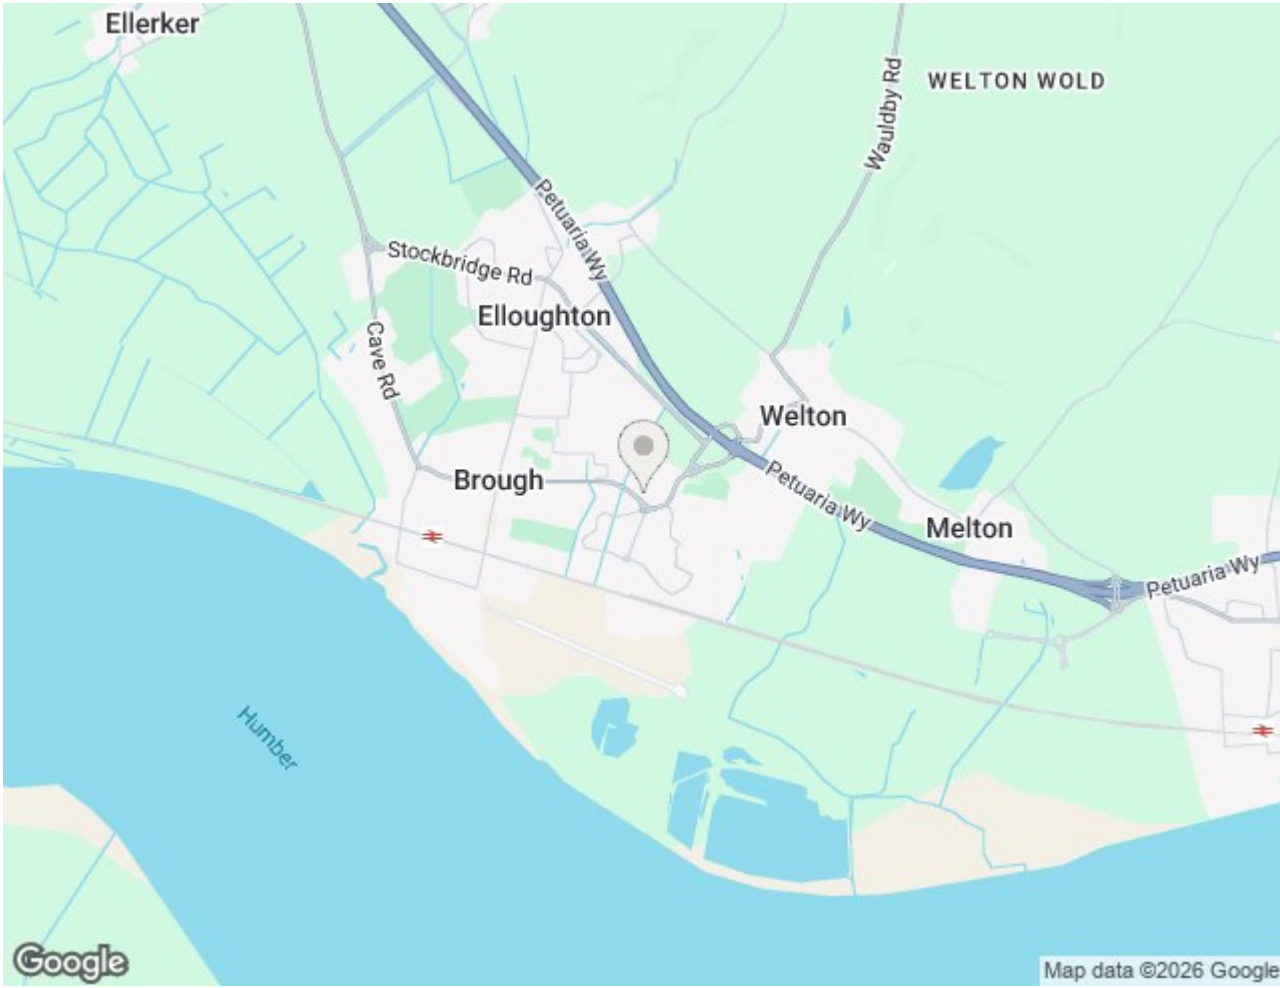 Ellerker
WELTON WOLD
Wauldby Rd
Petuaria Wy
Stockbridge Rd
Elloughton
Cave Rd
Welton
Brough
Petuaria Wy
Melton
Petuaria Wy
Humber
Google
Map data ©2026 Google